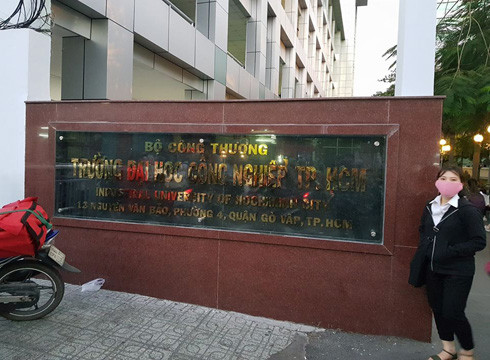 BỘ CÔNG THƯƠNG
TRƯỜNG ĐẠI HỌC CÔNG NGHIỆP TP. HCM
INDUSTRIAL UNIVERSITY OF HOCHIMINH CITY
12 NGUYỄN VĂN BẢO, PHƯỜNG 4, QUẬN GÒ VẤP, TP. HCM